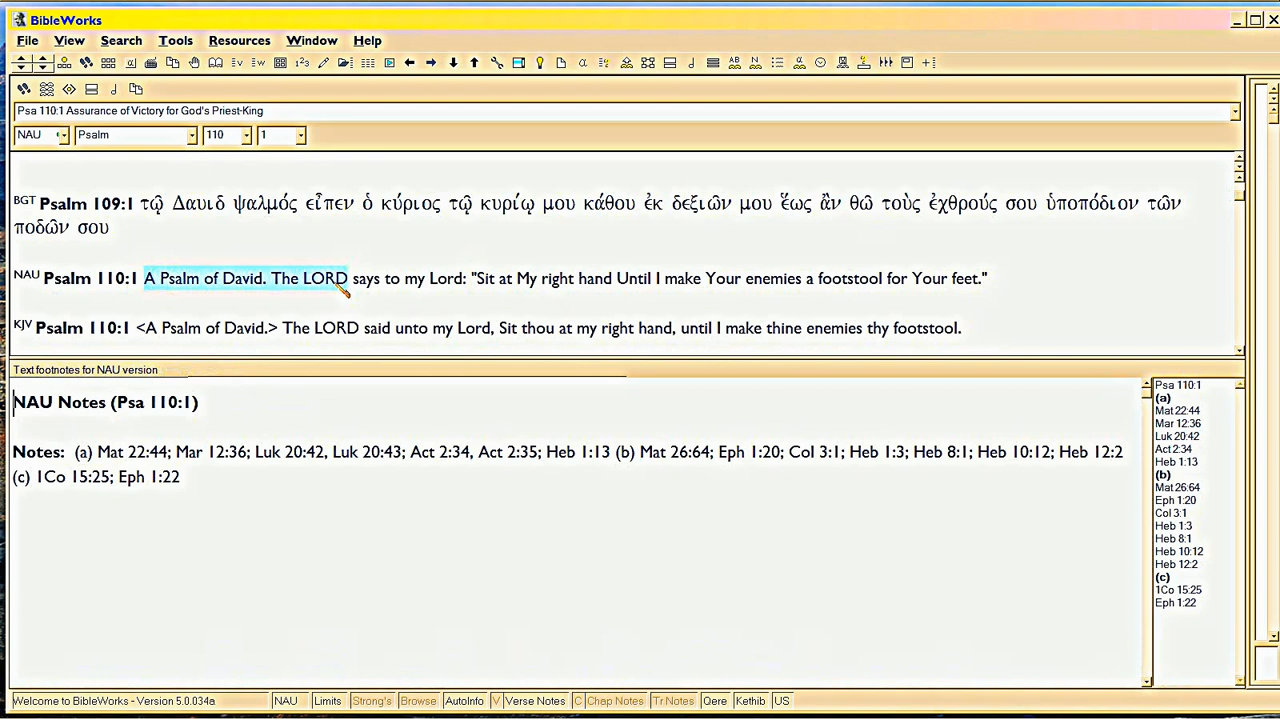 BibleWorks
File View Search Tools Resources Window Help
Psa 110:1 Assurance of Victory for God's Priest-King
NAU Psalm 110 1
BGT Psalm 109:1 τῷ Δαυιδ ψαλμός εἶπεν ὁ κύριος τῷ κυρίῳ μου κάθου ἐκ δεξιῶν μου ἕως ἂν θῶ τοὺς ἐχθρούς σου ὑποπόδιον τῶν
ποδῶν σου
NAU Psalm 110:1 A Psalm of David. The LORD says to my Lord: "Sit at My right hand Until I make Your enemies a footstool for Your feet."
KJV Psalm 110:1 <A Psalm of David.> The LORD said unto my Lord, Sit thou at my right hand, until I make thine enemies thy footstool.
Text footnotes for NAU version
NAU Notes (Psa 110:1)
Notes: (a) Mat 22:44; Mar 12:36; Luk 20:42, Luk 20:43; Act 2:34, Act 2:35; Heb 1:13 (b) Mat 26:64; Eph 1:20; Col 3:1; Heb 1:3; Heb 8:1; Heb 10:12; Heb 12:2
(c) 1Co 15:25; Eph 1:22
Psa 110:1
(a)
Mat 22:44
Mar 12:36
Luk 20:42
Act 2:34
Heb 1:13
(b)
Mat 26:64
Eph 1:20
Col 3:1
Heb 1:3
Heb 8:1
Heb 10:12
Heb 12:2
(c)
1Co 15:25
Eph 1:22
Welcome to BibleWorks - Version 5.0.034a NAU Limits Strong's Browse AutoInfo V Verse Notes C Chap Notes Tr Notes Qere Kethib US